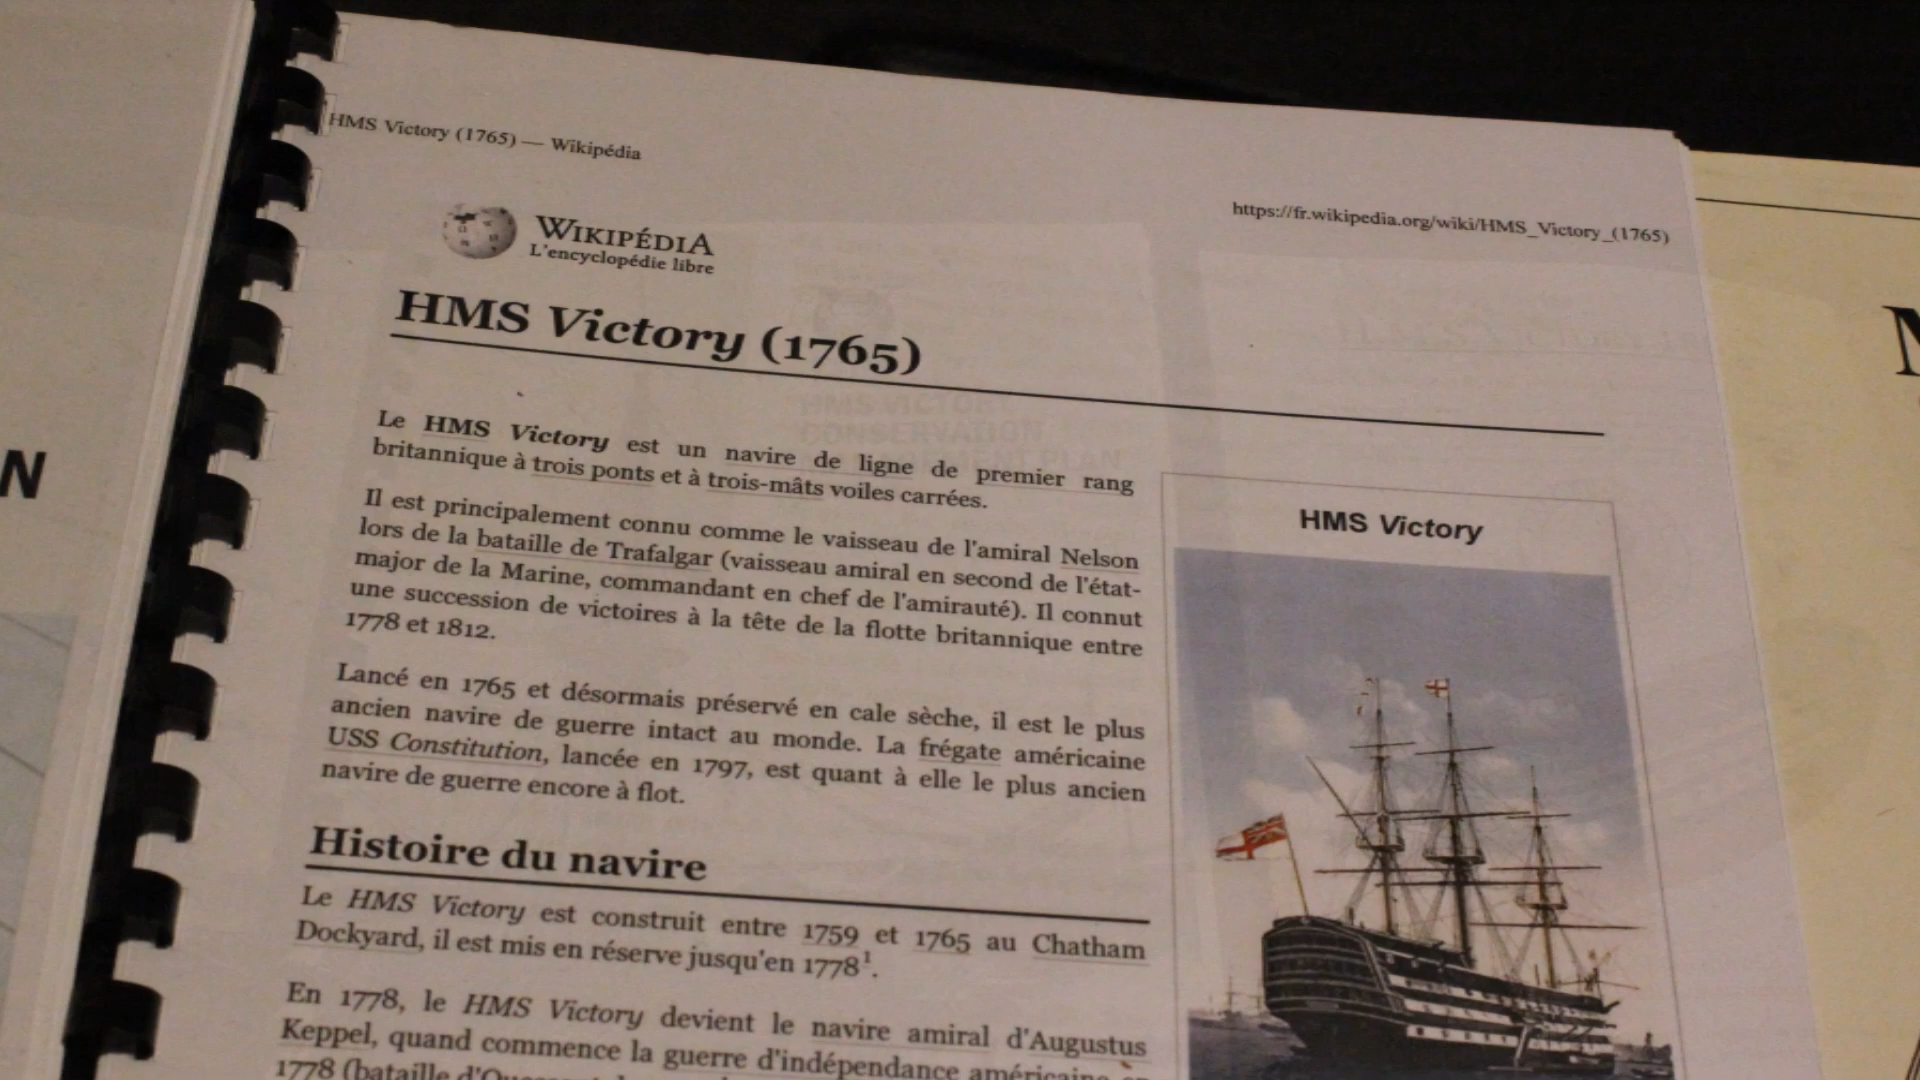 HMS Victory (1765) — Wikipédia
https://fr.wikipedia.org/wiki/HMS_Victory_(1765)
WIKIPÉDIA
L'encyclopédie libre
HMS Victory (1765)
Le HMS Victory est un navire de ligne de premier rang
britannique à trois ponts et à trois-mâts voiles carrées.
Il est principalement connu comme le vaisseau de l'amiral Nelson
lors de la bataille de Trafalgar (vaisseau amiral en second de l'état-
major de la Marine, commandant en chef de l'amirauté). Il connut
une succession de victoires à la tête de la flotte britannique entre
1778 et 1812.
Lancé en 1765 et désormais préservé en cale sèche, il est le plus
ancien navire de guerre intact au monde. La frégate américaine
USS Constitution, lancée en 1797, est quant à elle le plus ancien
navire de guerre encore à flot.
Histoire du navire
Le HMS Victory est construit entre 1759 et 1765 au Chatham
Dockyard, il est mis en réserve jusqu'en 1778¹.
En 1778, le HMS Victory devient le navire amiral d'Augustus
Keppel, quand commence la guerre d'indépendance américaine en
1778 (bataille
HMS Victory
HMS VICTORY
CONSERVATION
MANAGEMENT PLAN
N